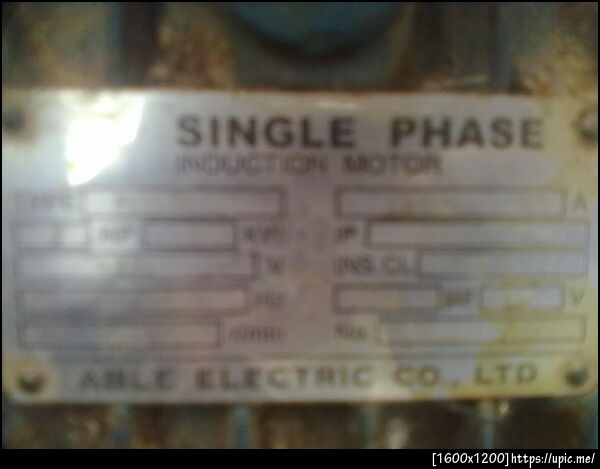 SINGLE PHASE
INDUCTION MOTOR
TYPE A
HP KW IP
V INS.CL
Hz µF V
r/min No.
ABLE ELECTRIC CO., LTD
[1600x1200]https://upic.me/